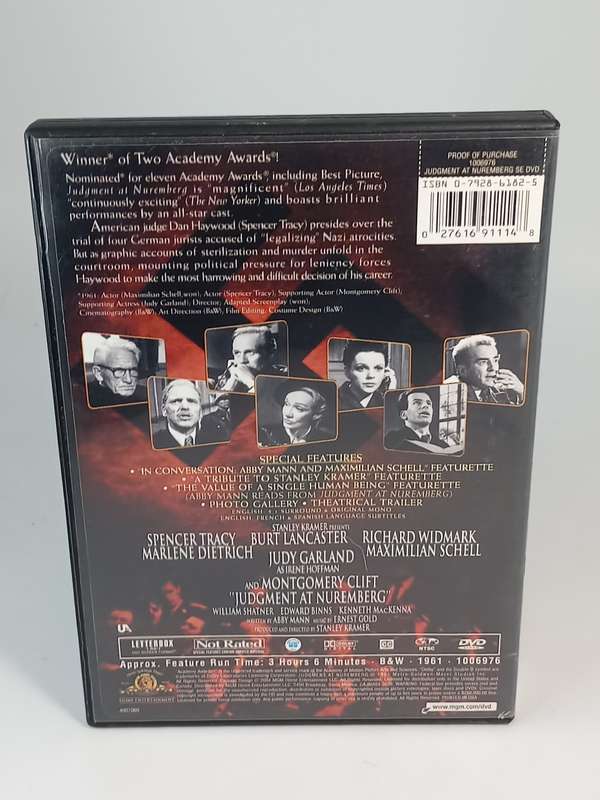 Winner® of Two Academy Awards®!
Nominated* for eleven Academy Awards®, including Best Picture,
Judgment at Nuremberg is "magnificent" (Los Angeles Times)
"continuously exciting" (The New Yorker) and boasts brilliant
performances by an all-star cast.
American judge Dan Haywood (Spencer Tracy) presides over the
trial of four German jurists accused of "legalizing" Nazi atrocities.
But as graphic accounts of sterilization and murder unfold in the
courtroom, mounting political pressure for leniency forces
Haywood to make the most harrowing and difficult decision of his career.
*1961: Actor (Maximilian Schell, won), Actor (Spencer Tracy), Supporting Actor (Montgomery Clift);
Supporting Actress (Judy Garland); Director; Adapted Screenplay (won);
Cinematography (B&W), Art Direction (B&W), Film Editing, Costume Design (B&W)
PROOF OF PURCHASE
1006976
JUDGMENT AT NUREMBERG SE DVD
ISBN 0-7928-6182-5
0 27616 91114 8
SPECIAL FEATURES
• "IN CONVERSATION: ABBY MANN AND MAXIMILIAN SCHELL" FEATURETTE
• "A TRIBUTE TO STANLEY KRAMER" FEATURETTE
• "THE VALUE OF A SINGLE HUMAN BEING" FEATURETTE
(ABBY MANN READS FROM JUDGMENT AT NUREMBERG)
• PHOTO GALLERY • THEATRICAL TRAILER
ENGLISH: 5.1 SURROUND & ORIGINAL MONO
ENGLISH, FRENCH & SPANISH LANGUAGE SUBTITLES
STANLEY KRAMER PRESENTS
SPENCER TRACY BURT LANCASTER RICHARD WIDMARK
MARLENE DIETRICH JUDY GARLAND MAXIMILIAN SCHELL
AS IRENE HOFFMAN
AND MONTGOMERY CLIFT
"JUDGMENT AT NUREMBERG"
WILLIAM SHATNER EDWARD BINNS KENNETH MacKENNA
WRITTEN BY ABBY MANN MUSIC BY ERNEST GOLD
PRODUCED AND DIRECTED BY STANLEY KRAMER
UA
LETTERBOX
Not Rated
DOLBY
DIGITAL
CC
NTSC
DVD
VIDEO
Approx. Feature Run Time: 3 Hours 6 Minutes · B&W · 1961 · 1006976
MGM HOME ENTERTAINMENT
www.mgm.com/dvd